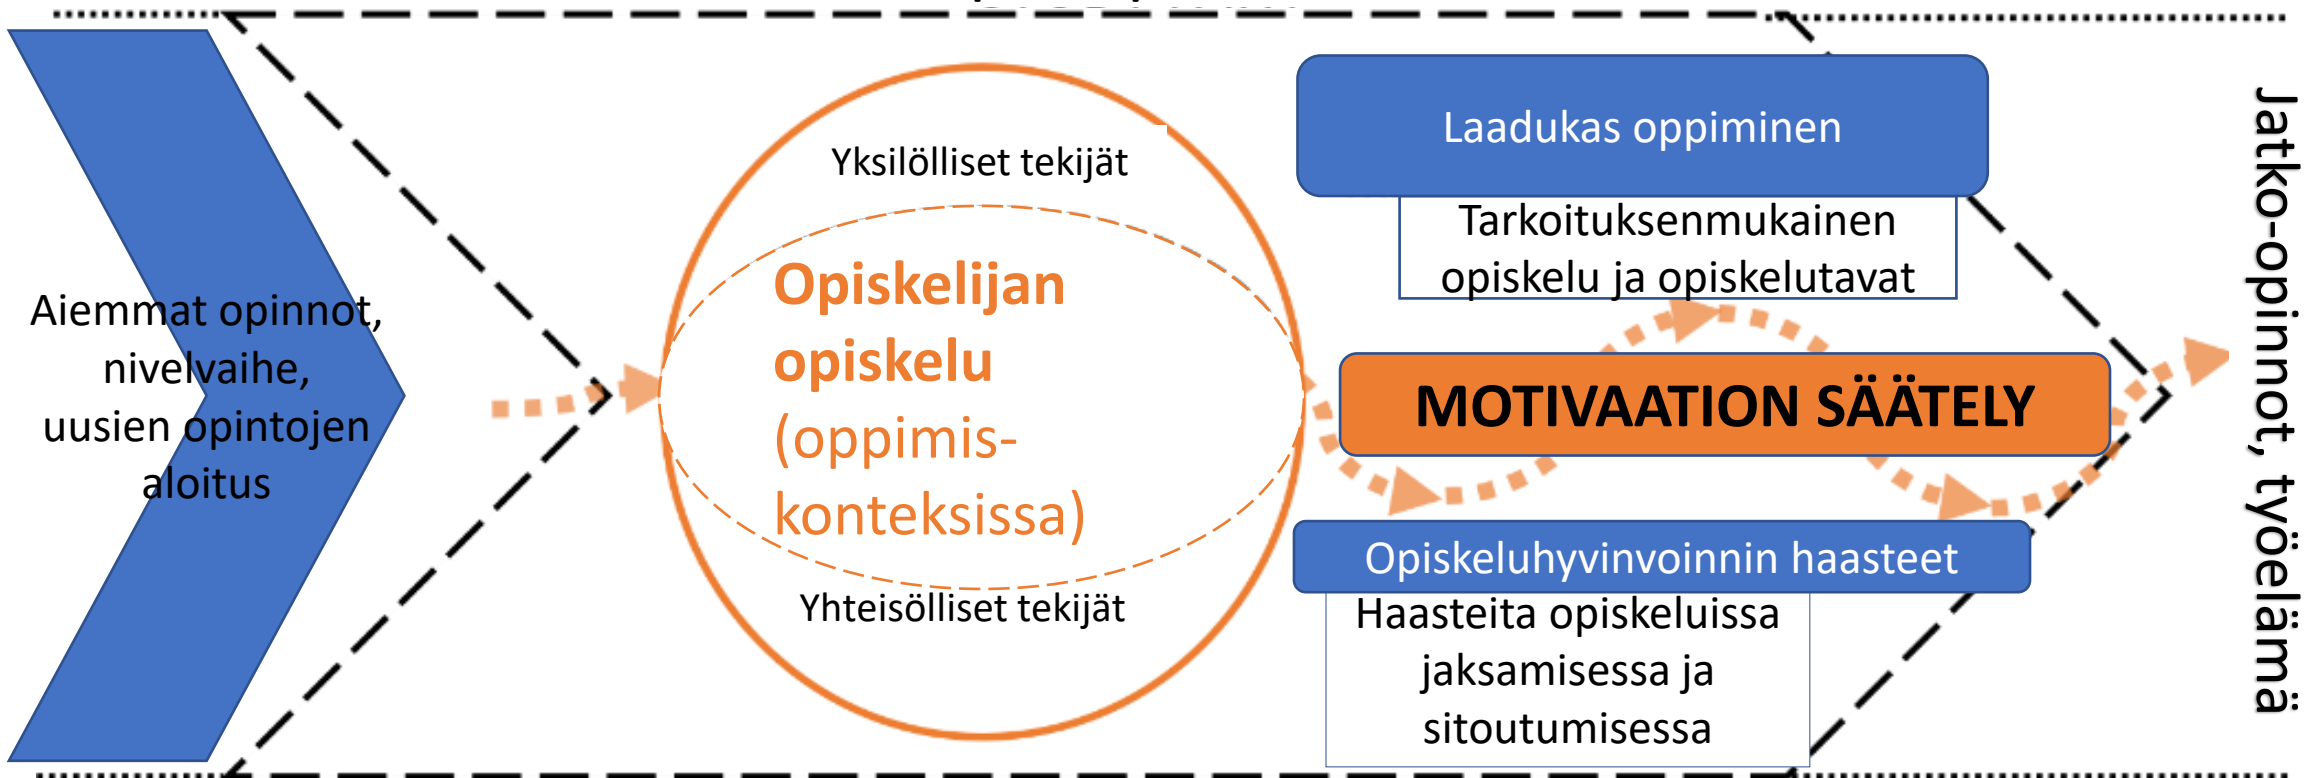 Aiemmat opinnot,
nivelvaihe,
uusien opintojen
aloitus
Yksilölliset tekijät
Opiskelijan
opiskelu
(oppimis-
konteksissa)
Yhteisölliset tekijät
Laadukas oppiminen
Tarkoituksenmukainen
opiskelu ja opiskelutavat
MOTIVAATION SÄÄTELY
Opiskeluhyvinvoinnin haasteet
Haasteita opiskeluissa
jaksamisessa ja
sitoutumisessa
Jatko-opinnot, työelämä